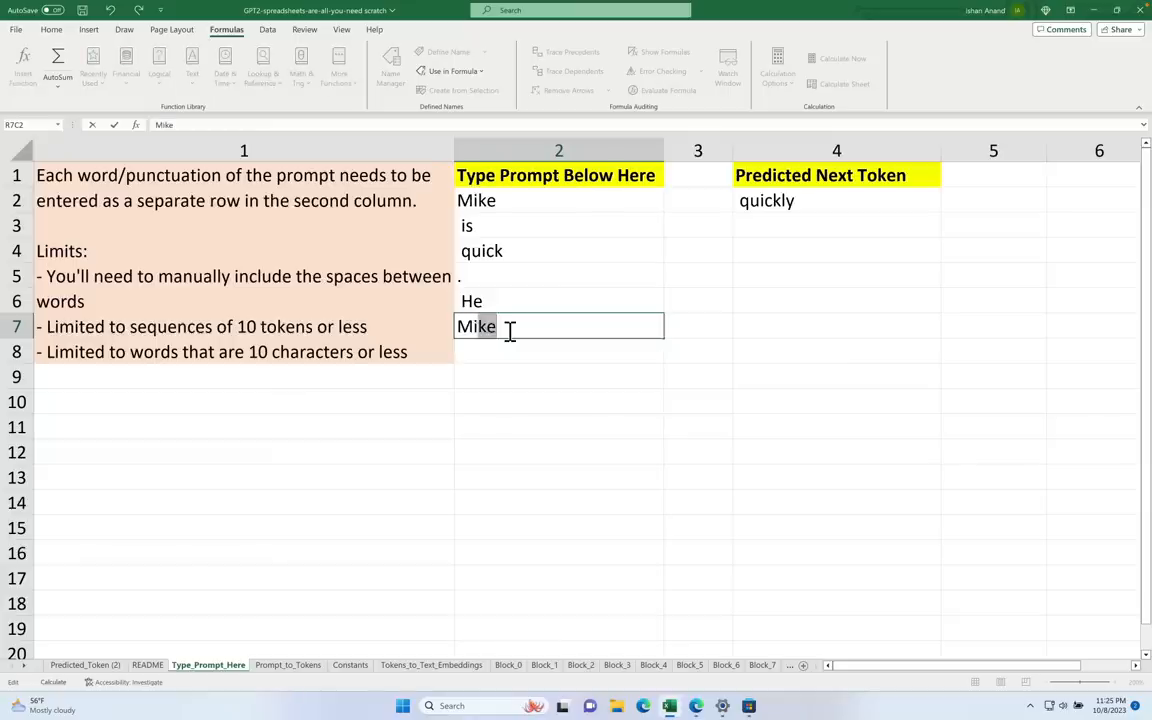 AutoSave Off
GPT2-spreadsheets-are-all-you-need scratch
Search
Ishan Anand
IA
File Home Insert Draw Page Layout Formulas Data Review View Help
Comments
Share
Insert Function
AutoSum
Recently Used
Financial
Logical
Text
Date & Time
Lookup & Reference
Math & Trig
More Functions
Function Library
Name Manager
Define Name
Use in Formula
Create from Selection
Defined Names
Trace Precedents
Trace Dependents
Remove Arrows
Show Formulas
Error Checking
Evaluate Formula
Watch Window
Formula Auditing
Calculation Options
Calculate Now
Calculate Sheet
Calculation
R7C2
fx
Mike
1 2 3 4 5 6
1 Each word/punctuation of the prompt needs to be Type Prompt Below Here Predicted Next Token
2 entered as a separate row in the second column. Mike quickly
3 is
4 Limits: quick
5 - You'll need to manually include the spaces between .
6 words He
7 - Limited to sequences of 10 tokens or less Mike
8 - Limited to words that are 10 characters or less
9
10
11
12
13
14
15
16
17
18
19
20
Predicted_Token (2) README Type_Prompt_Here Prompt_to_Tokens Constants Tokens_to_Text_Embeddings Block_0 Block_1 Block_2 Block_3 Block_4 Block_5 Block_6 Block_7 ...
Edit Calculate Accessibility: Investigate 200%
56°F
Mostly cloudy
Search
11:25 PM
10/8/2023
2